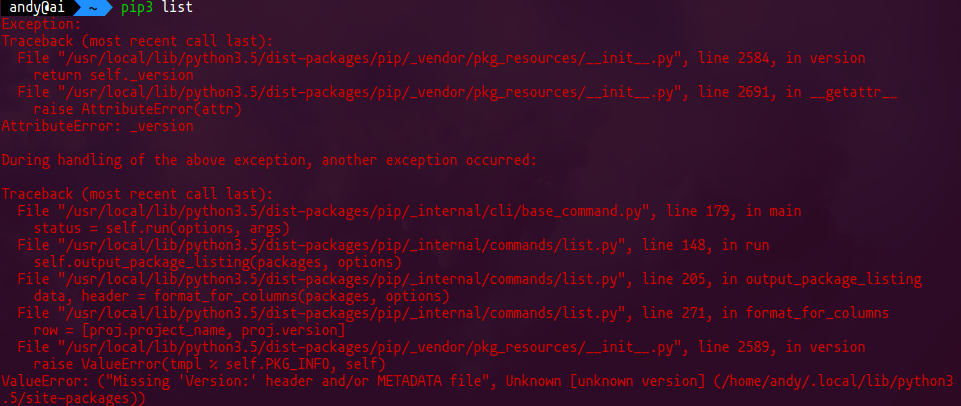 andy@ai ~ pip3 list
Exception:
Traceback (most recent call last):
  File "/usr/local/lib/python3.5/dist-packages/pip/_vendor/pkg_resources/__init__.py", line 2584, in version
    return self._version
  File "/usr/local/lib/python3.5/dist-packages/pip/_vendor/pkg_resources/__init__.py", line 2691, in __getattr__
    raise AttributeError(attr)
AttributeError: _version

During handling of the above exception, another exception occurred:

Traceback (most recent call last):
  File "/usr/local/lib/python3.5/dist-packages/pip/_internal/cli/base_command.py", line 179, in main
    status = self.run(options, args)
  File "/usr/local/lib/python3.5/dist-packages/pip/_internal/commands/list.py", line 148, in run
    self.output_package_listing(packages, options)
  File "/usr/local/lib/python3.5/dist-packages/pip/_internal/commands/list.py", line 205, in output_package_listing
    data, header = format_for_columns(packages, options)
  File "/usr/local/lib/python3.5/dist-packages/pip/_internal/commands/list.py", line 271, in format_for_columns
    row = [proj.project_name, proj.version]
  File "/usr/local/lib/python3.5/dist-packages/pip/_vendor/pkg_resources/__init__.py", line 2589, in version
    raise ValueError(tmpl % self.PKG_INFO, self)
ValueError: ("Missing 'Version:' header and/or METADATA file", Unknown [unknown version] (/home/andy/.local/lib/python3
.5/site-packages))